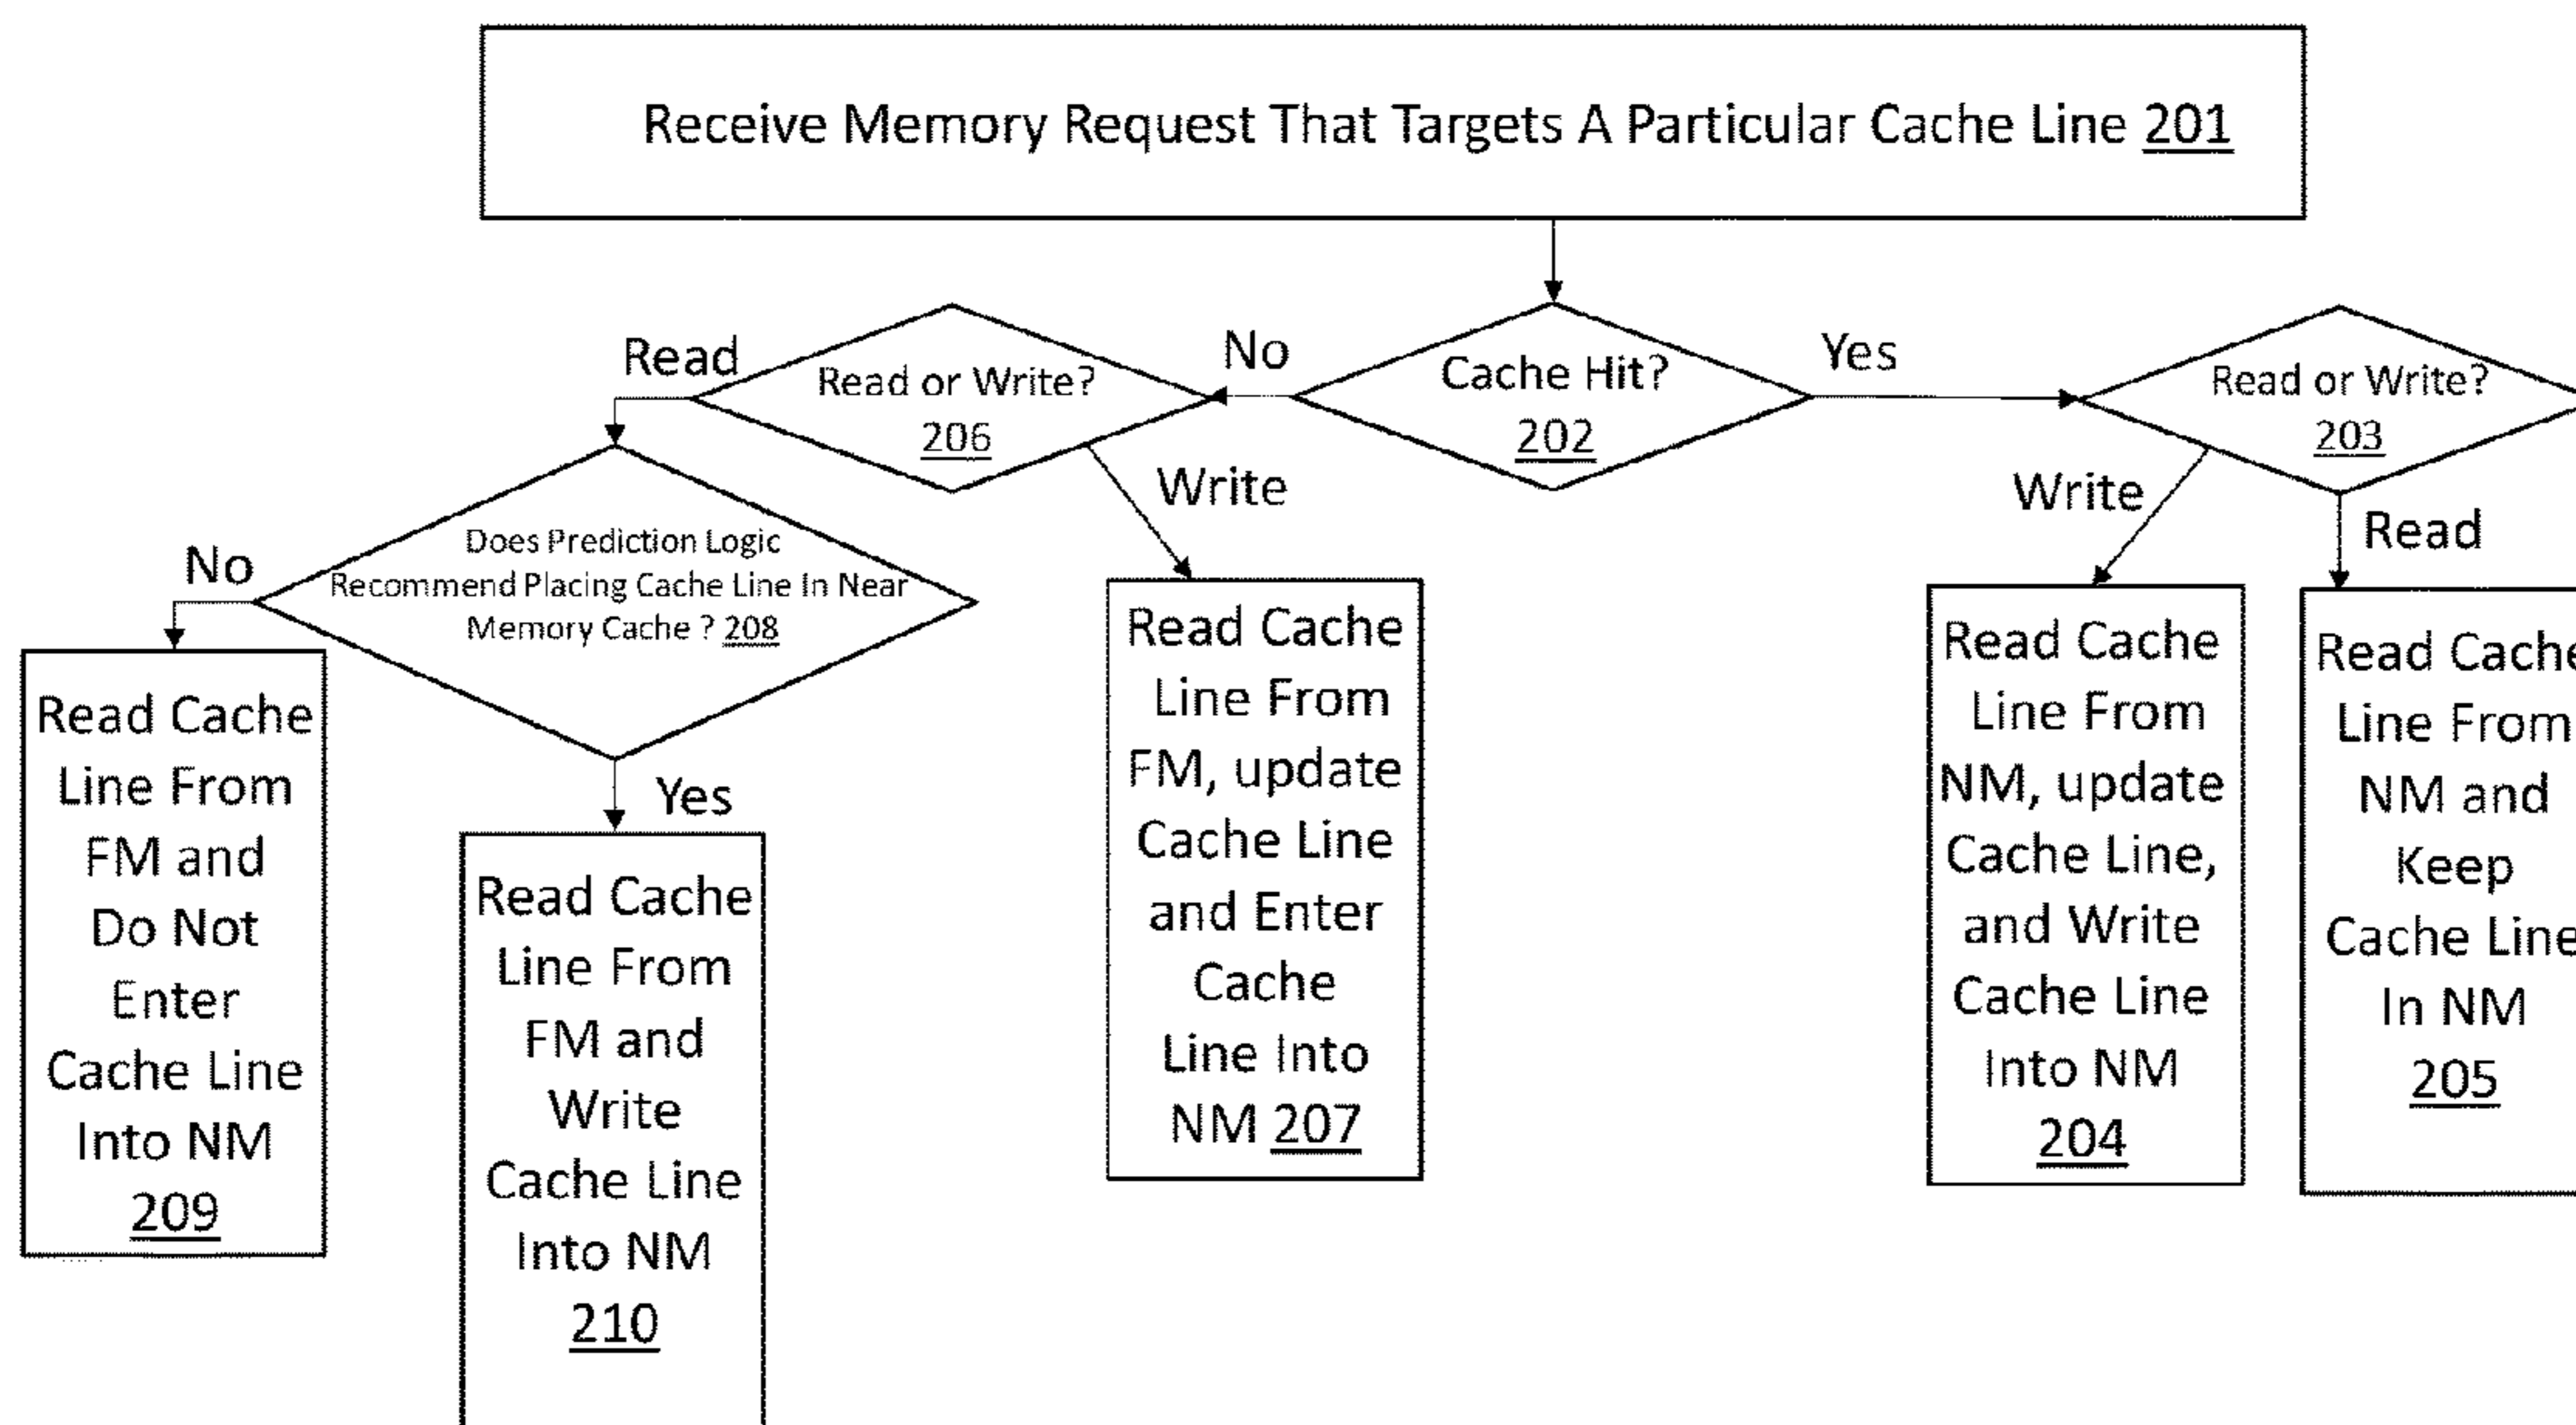 Receive Memory Request That Targets A Particular Cache Line 201
No
Yes
Read
Read or Write?
206
Cache Hit?
202
Read or Write?
203
Write
Write
Read
No
Does Prediction Logic
Recommend Placing Cache Line In Near
Memory Cache ? 208
Yes
Read Cache
Line From
FM and
Do Not
Enter
Cache Line
Into NM
209
Read Cache
Line From
FM and
Write
Cache Line
Into NM
210
Read Cache
Line From
FM, update
Cache Line
and Enter
Cache
Line Into
NM 207
Read Cache
Line From
NM, update
Cache Line,
and Write
Cache Line
Into NM
204
Read Cache
Line From
NM and
Keep
Cache Line
In NM
205